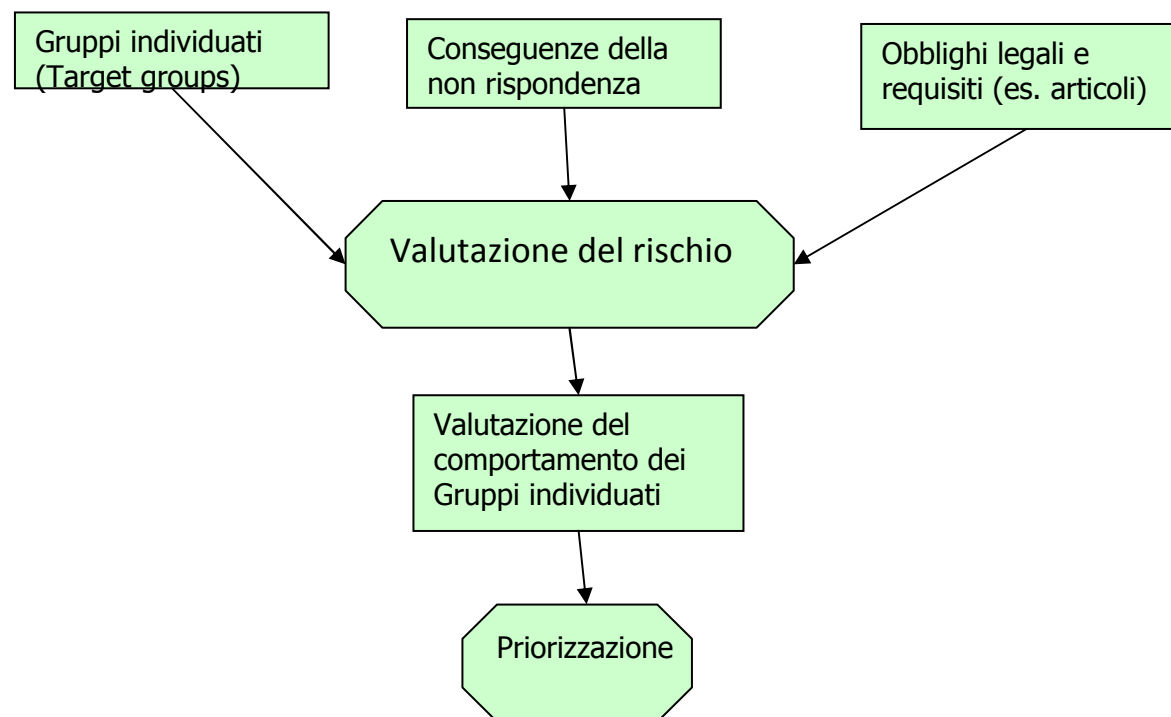 Gruppi individuati
(Target groups)
Conseguenze della
non rispondenza
Obblighi legali e
requisiti (es. articoli)
Valutazione del rischio
Valutazione del
comportamento dei
Gruppi individuati
Priorizzazione